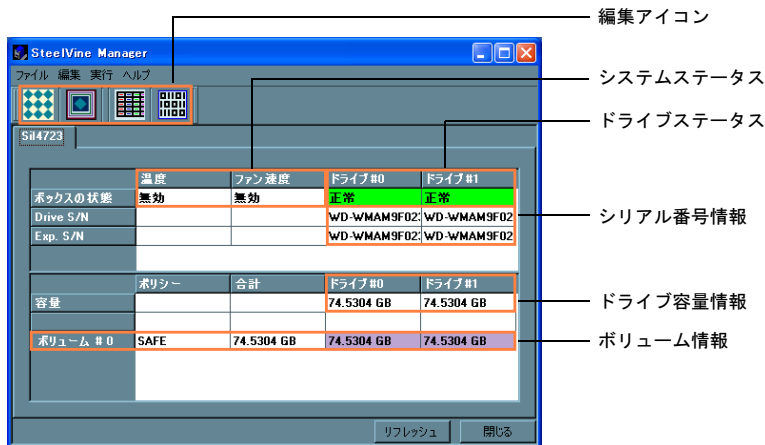 編集アイコン
SteelVine Manager
ファイル 編集 実行 ヘルプ
システムステータス
ドライブステータス
Sil4723
温度 ファン速度 ドライブ#0 ドライブ#1
ボックスの状態 無効 無効 正常 正常
Drive S/N WD-WMAM9F02 WD-WMAM9F02
シリアル番号情報
Exp. S/N WD-WMAM9F02 WD-WMAM9F02
ポリシー 合計 ドライブ#0 ドライブ#1
容量 74.5304 GB 74.5304 GB
ドライブ容量情報
ボリューム #0 SAFE 74.5304 GB 74.5304 GB 74.5304 GB
ボリューム情報
リフレッシュ 閉じる